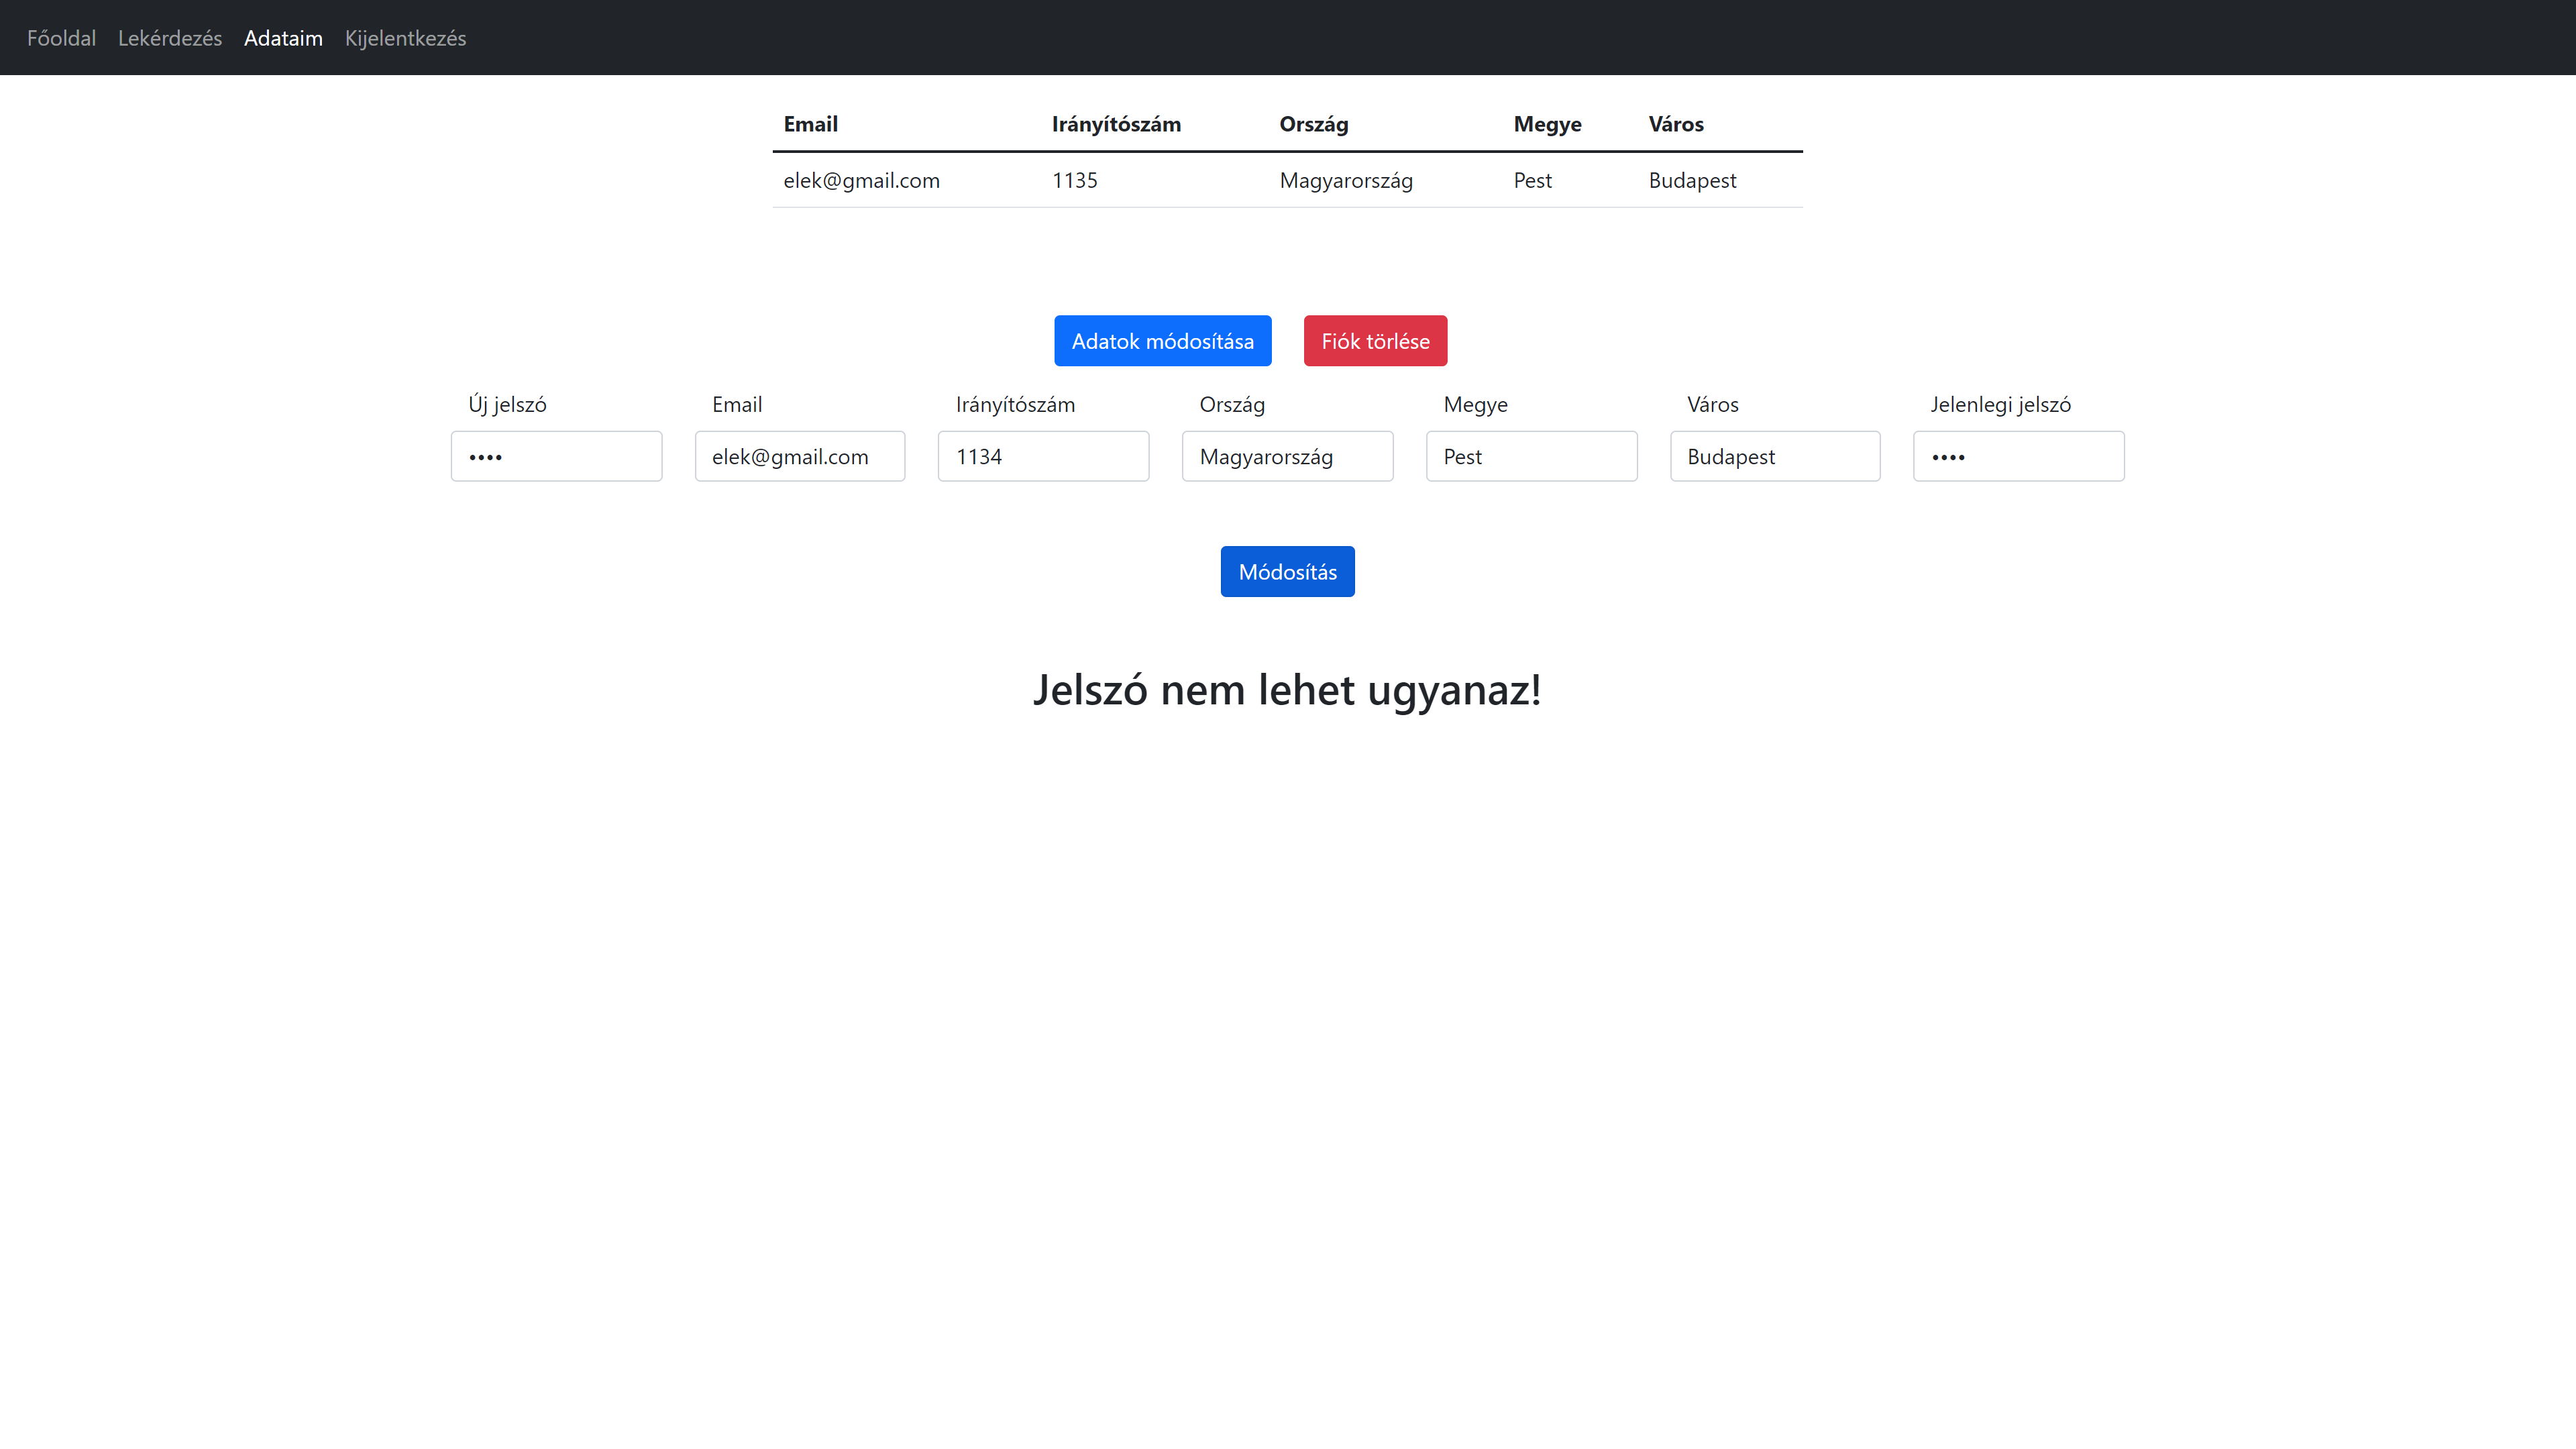 Főoldal Lekérdezés Adataim Kijelentkezés
Email Irányítószám Ország Megye Város
elek@gmail.com 1135 Magyarország Pest Budapest
Adatok módosítása Fiók törlése
Új jelszó Email Irányítószám Ország Megye Város Jelenlegi jelszó
•••• elek@gmail.com 1134 Magyarország Pest Budapest ••••
Módosítás
Jelszó nem lehet ugyanaz!